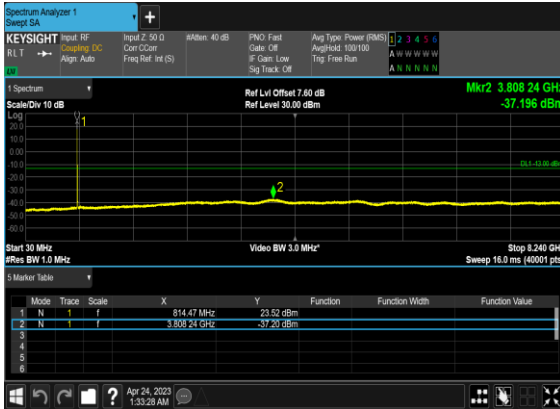 Spectrum Analyzer 1
Swept SA
+
KEYSIGHT Input: RF Input Z: 50 Ω #Atten: 40 dB PNO: Fast Avg Type: Power (RMS) 1 2 3 4 5 6
RLT Coupling: DC Corr CCorr Gate: Off Avg|Hold: 100/100 A W W W W W
Align: Auto Freq Ref: Int (S) IF Gain: Low Trig: Free Run
Sig Track: Off A N N N N N
1 Spectrum Ref Lvl Offset 7.60 dB Mkr2 3.808 24 GHz
Scale/Div 10 dB Ref Level 30.00 dBm -37.196 dBm
Log
20.0
10.0
0.00
-10.0
DL1 -13.00 dBm
-20.0
-30.0
-40.0
-50.0
-60.0
1
2
Start 30 MHz Video BW 3.0 MHz* Stop 8.240 GHz
#Res BW 1.0 MHz Sweep 16.0 ms (40001 pts)
5 Marker Table
Mode Trace Scale X Y Function Function Width Function Value
1 N 1 f 814.47 MHz 23.52 dBm
2 N 1 f 3.808 24 GHz -37.20 dBm
3
4
5
6
? Apr 24, 2023
1:33:28 AM